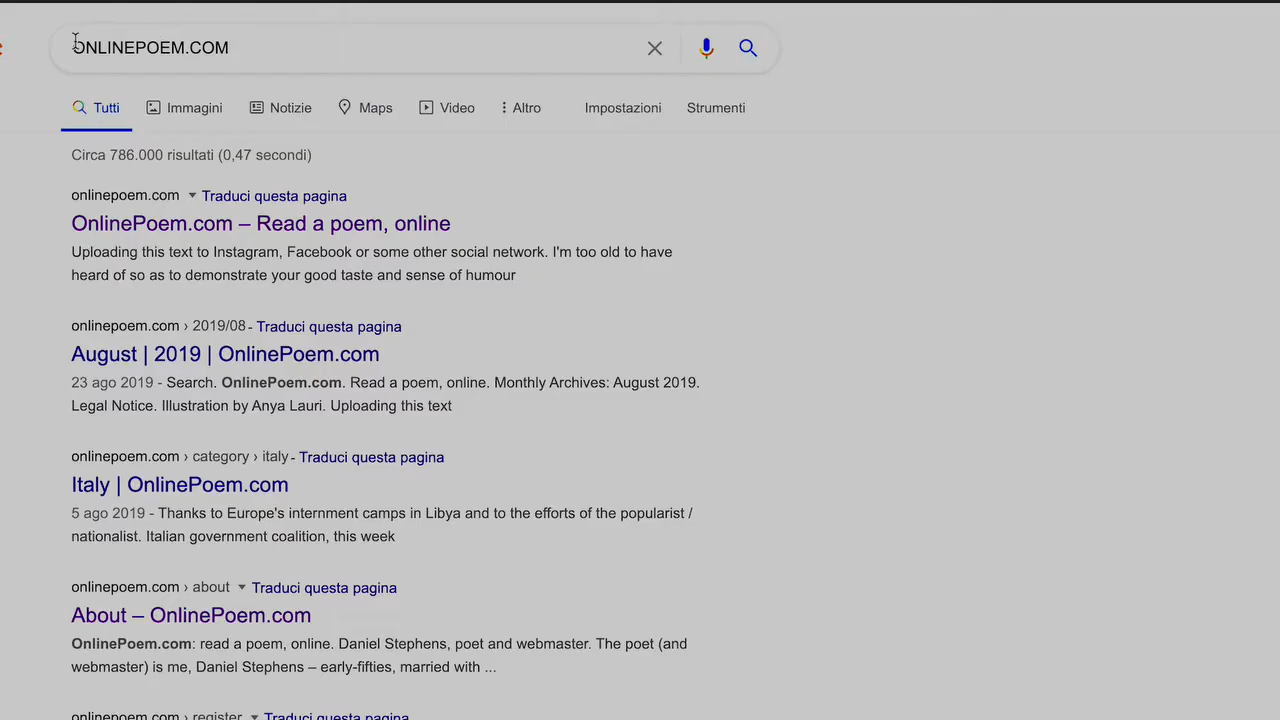 ONLINEPOEM.COM
Tutti Immagini Notizie Maps Video Altro Impostazioni Strumenti
Circa 786.000 risultati (0,47 secondi)
onlinepoem.com Traduci questa pagina
OnlinePoem.com – Read a poem, online
Uploading this text to Instagram, Facebook or some other social network. I'm too old to have
heard of so as to demonstrate your good taste and sense of humour
onlinepoem.com › 2019/08 - Traduci questa pagina
August | 2019 | OnlinePoem.com
23 ago 2019 - Search. OnlinePoem.com. Read a poem, online. Monthly Archives: August 2019.
Legal Notice. Illustration by Anya Lauri. Uploading this text
onlinepoem.com › category › italy - Traduci questa pagina
Italy | OnlinePoem.com
5 ago 2019 - Thanks to Europe's internment camps in Libya and to the efforts of the popularist /
nationalist. Italian government coalition, this week
onlinepoem.com › about Traduci questa pagina
About – OnlinePoem.com
OnlinePoem.com: read a poem, online. Daniel Stephens, poet and webmaster. The poet (and
webmaster) is me, Daniel Stephens – early-fifties, married with ...
onlinepoem.com › register Traduci questa pagina